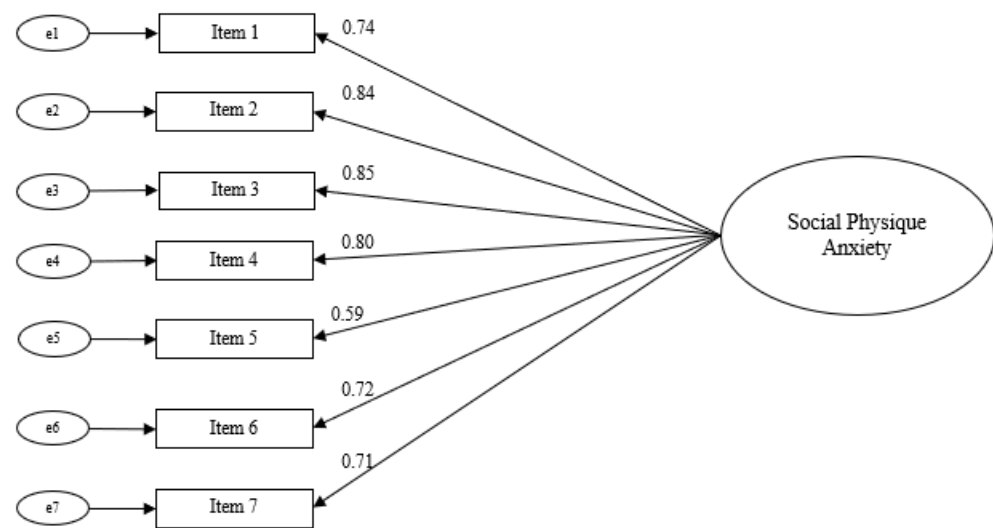 e1 Item 1 0.74
e2 Item 2 0.84
e3 Item 3 0.85
e4 Item 4 0.80
e5 Item 5 0.59
e6 Item 6 0.72
e7 Item 7 0.71
Social Physique
Anxiety